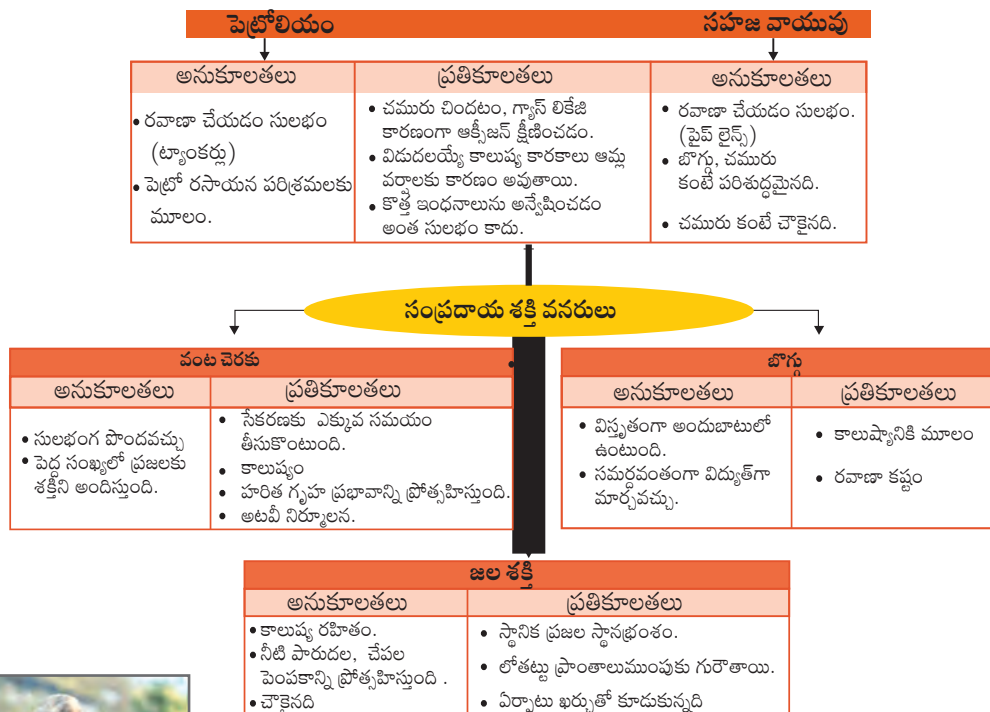 పెట్రోలియం
సహజ వాయువు
అనుకూలతలు
• రవాణా చేయడం సులభం
(ట్యాంకర్లు)
• పెట్రో రసాయన పరిశ్రమలకు
మూలం.
ప్రతికూలతలు
• చమురు చిందటం, గ్యాస్ లికేజి
కారణంగా ఆక్సీజన్ క్షీణించడం.
• విడుదలయ్యే కాలుష్య కారకాలు ఆమ్ల
వర్షాలకు కారణం అవుతాయి.
• కొత్త ఇంధనాలును అన్వేషించడం
అంత సులభం కాదు.
అనుకూలతలు
• రవాణా చేయడం సులభం.
(పైప్ లైన్స్)
• బొగ్గు, చమురు
కంటే పరిశుద్ధమైనది.
• చమురు కంటే చౌకైనది.
సంప్రదాయ శక్తి వనరులు
వంట చెరకు
అనుకూలతలు
• సులభంగ పొందవచ్చు
• పెద్ద సంఖ్యలో ప్రజలకు
శక్తిని అందిస్తుంది.
ప్రతికూలతలు
• సేకరణకు ఎక్కువ సమయం
తీసుకొంటుంది.
• కాలుష్యం
• హరిత గృహ ప్రభావాన్ని ప్రోత్సహిస్తుంది.
• అటవీ నిర్మూలన.
బొగ్గు
అనుకూలతలు
• విస్తృతంగా అందుబాటులో
ఉంటుంది.
• సమర్దవంతంగా విద్యుత్‌గా
మార్చవచ్చు.
ప్రతికూలతలు
• కాలుష్యానికి మూలం
• రవాణా కష్టం
జల శక్తి
అనుకూలతలు
• కాలుష్య రహితం.
• నీటి పారుదల, చేపల
పెంపకాన్ని ప్రోత్సహిస్తుంది .
• చౌకైనది
ప్రతికూలతలు
• స్థానిక ప్రజల స్థానభ్రంశం.
• లోతట్టు ప్రాంతాలుముంపుకు గురౌతాయి.
• ఏర్పాటు ఖర్చుతో కూడుకున్నది